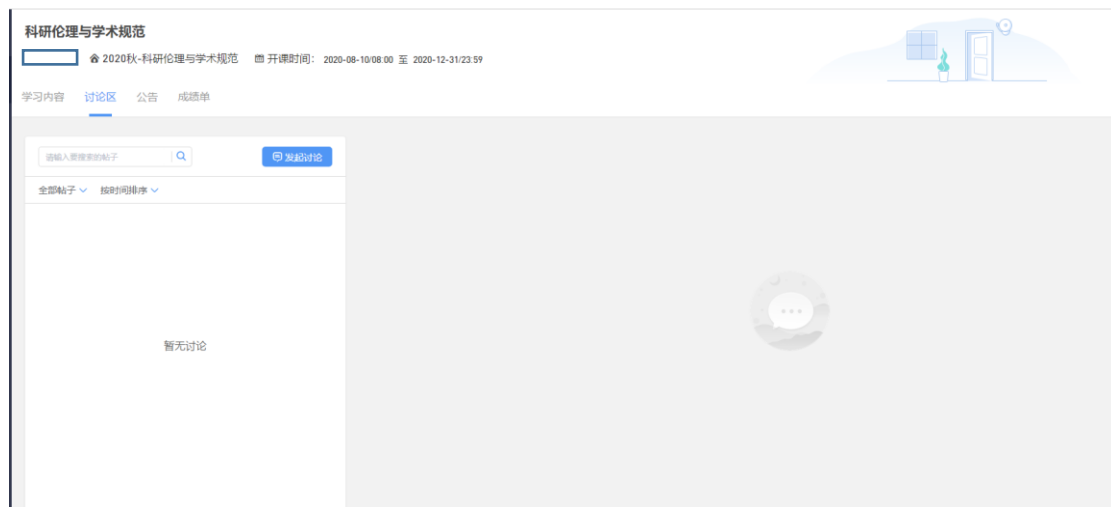 科研伦理与学术规范
2020秋-科研伦理与学术规范 开课时间： 2020-08-10/08:00 至 2020-12-31/23:59
学习内容 讨论区 公告 成绩单
请输入要搜索的帖子 发起讨论
全部帖子 按时间排序
暂无讨论